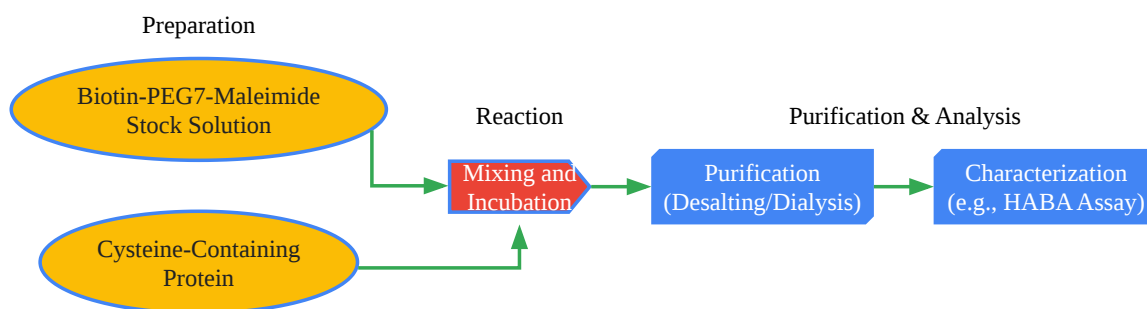 Preparation
Biotin-PEG7-Maleimide
Stock Solution
Reaction
Purification & Analysis
Mixing and
Incubation
Purification
(Desalting/Dialysis)
Characterization
(e.g., HABA Assay)
Cysteine-Containing
Protein